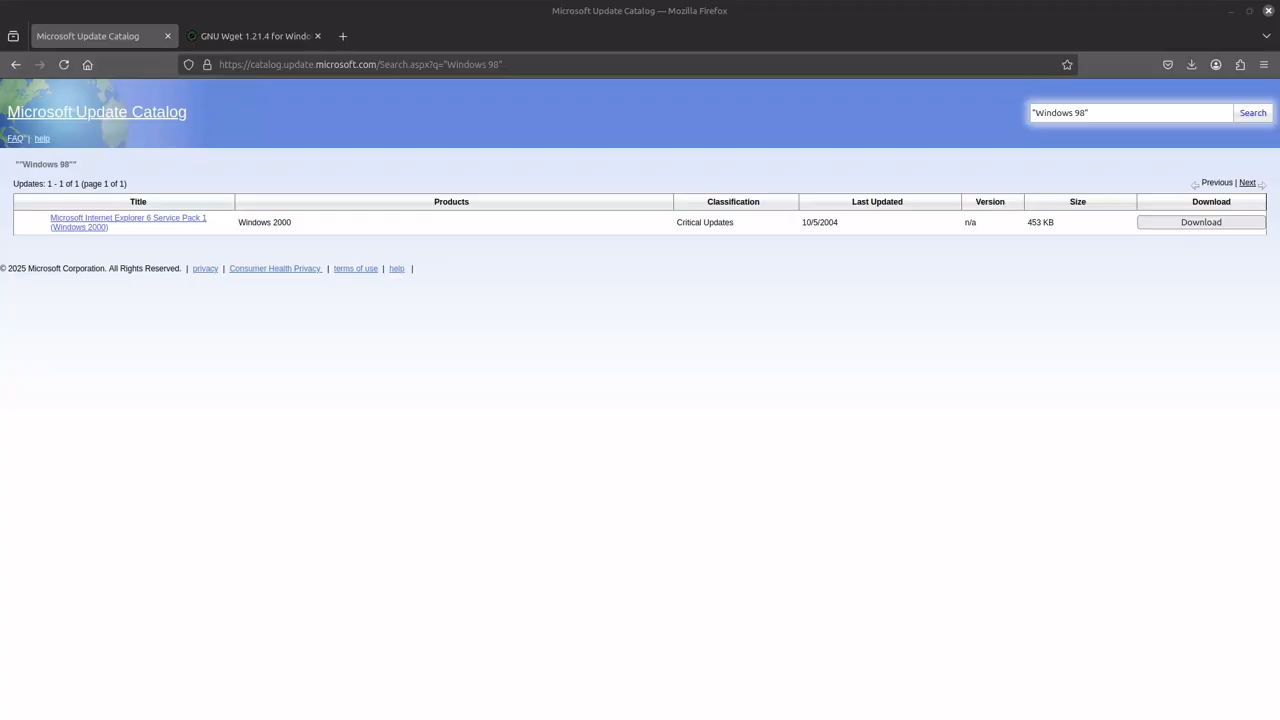 Microsoft Update Catalog — Mozilla Firefox
Microsoft Update Catalog
GNU Wget 1.21.4 for Windo
https://catalog.update.microsoft.com/Search.aspx?q="Windows 98"
Microsoft Update Catalog
"Windows 98"
Search
FAQ | help
""Windows 98""
Updates: 1 - 1 of 1 (page 1 of 1)
Previous | Next
Title Products Classification Last Updated Version Size Download
Microsoft Internet Explorer 6 Service Pack 1
(Windows 2000)
Windows 2000 Critical Updates 10/5/2004 n/a 453 KB Download
© 2025 Microsoft Corporation. All Rights Reserved. | privacy | Consumer Health Privacy | terms of use | help |